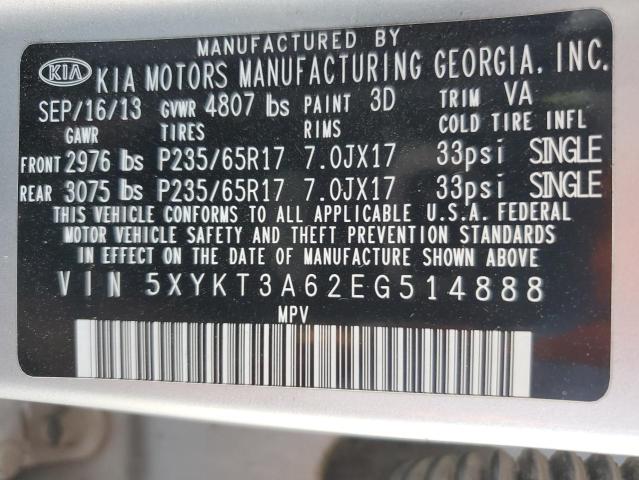 MANUFACTURED BY
KIA KIA MOTORS MANUFACTURING GEORGIA, INC.
SEP/16/13 GVWR 4807 lbs PAINT 3D TRIM VA
GAWR TIRES RIMS COLD TIRE INFL
FRONT 2976 lbs P235/65R17 7.0JX17 33psi SINGLE
REAR 3075 lbs P235/65R17 7.0JX17 33psi SINGLE
THIS VEHICLE CONFORMS TO ALL APPLICABLE U.S.A. FEDERAL
MOTOR VEHICLE SAFETY AND THEFT PREVENTION STANDARDS
IN EFFECT ON THE DATE OF MANUFACTURE SHOWN ABOVE
VIN 5XYKT3A62EG514888
MPV